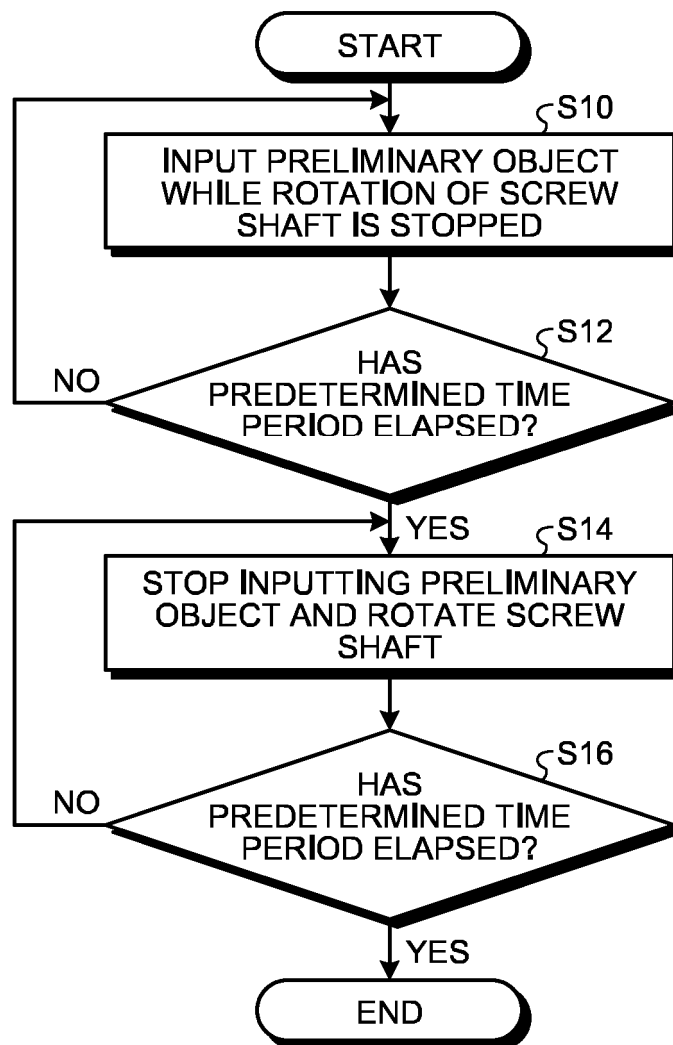 START
S10
INPUT PRELIMINARY OBJECT
WHILE ROTATION OF SCREW
SHAFT IS STOPPED
S12
HAS
PREDETERMINED TIME
PERIOD ELAPSED?
NO
YES
S14
STOP INPUTTING PRELIMINARY
OBJECT AND ROTATE SCREW
SHAFT
S16
HAS
PREDETERMINED TIME
PERIOD ELAPSED?
NO
YES
END